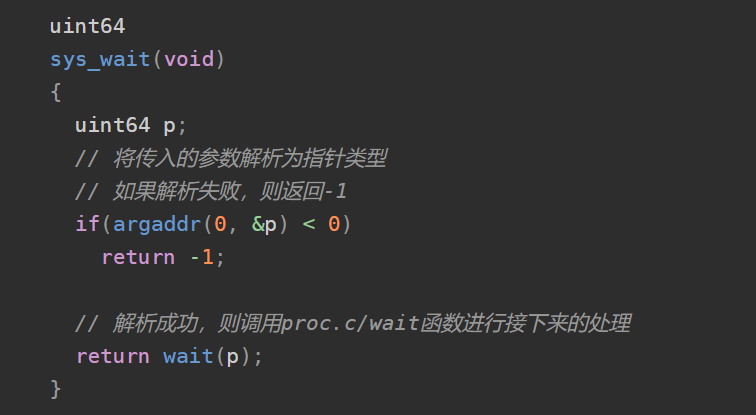 uint64
sys_wait(void)
{
  uint64 p;
  // 将传入的参数解析为指针类型
  // 如果解析失败，则返回-1
  if(argaddr(0, &p) < 0)
    return -1;

  // 解析成功，则调用proc.c/wait函数进行接下来的处理
  return wait(p);
}